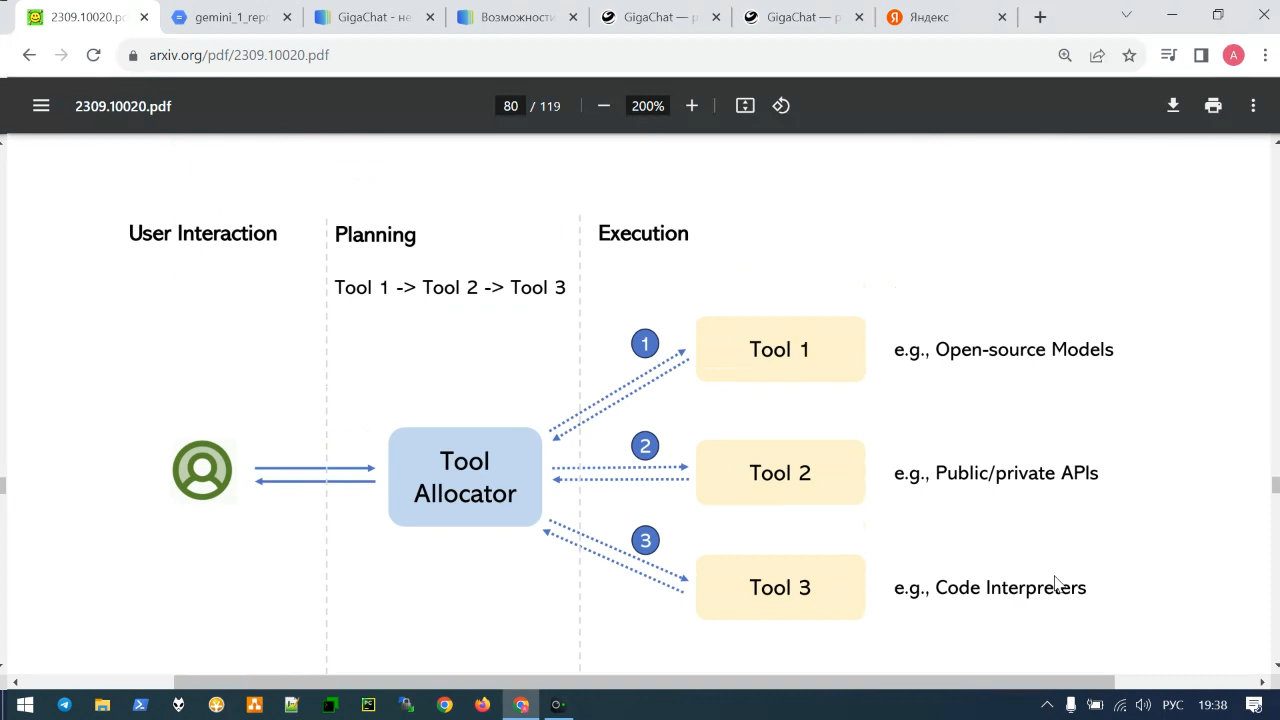 2309.10020.p
gemini_1_repo
GigaChat - не
Возможности
GigaChat — р
GigaChat — р
Яндекс
arxiv.org/pdf/2309.10020.pdf
A
2309.10020.pdf
80 / 119
200%
User Interaction
Planning
Execution
Tool 1 -> Tool 2 -> Tool 3
1
Tool 1
e.g., Open-source Models
Tool Allocator
2
Tool 2
e.g., Public/private APIs
3
Tool 3
e.g., Code Interpreters
РУС
19:38